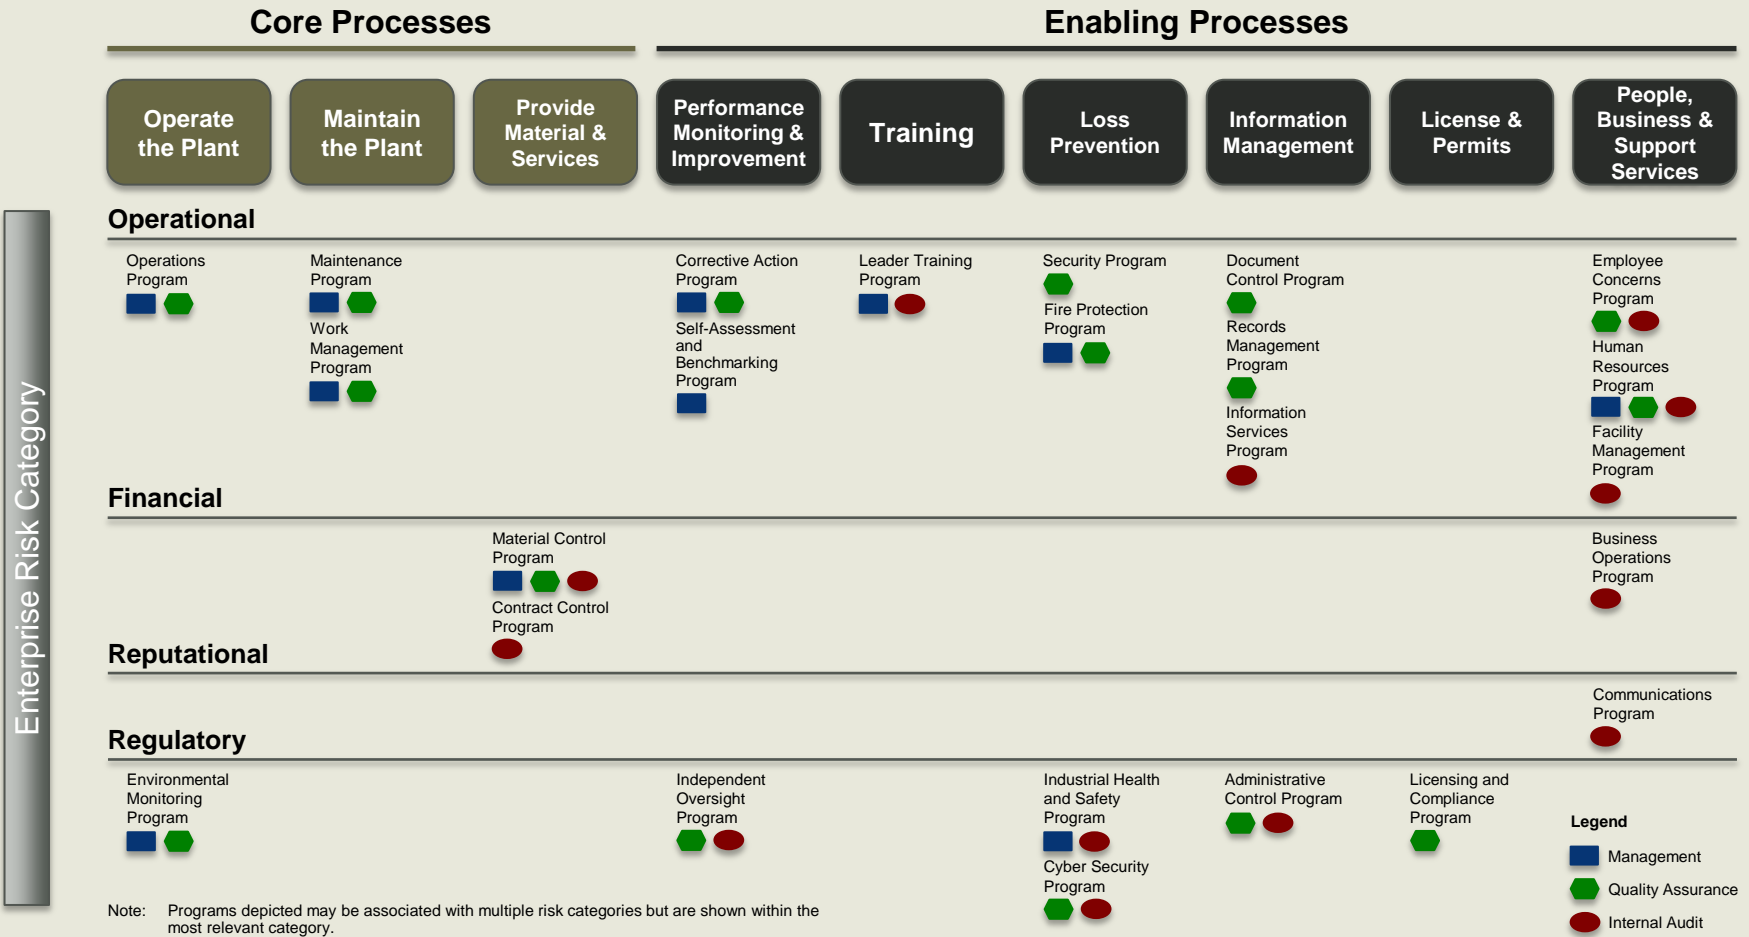 Core Processes
Enabling Processes
Operate
the Plant
Maintain
the Plant
Provide
Material &
Services
Performance
Monitoring &
Improvement
Training
Loss
Prevention
Information
Management
License &
Permits
People,
Business &
Support
Services
Enterprise Risk Category
Operational
Operations
Program
Maintenance
Program
Work
Management
Program
Corrective Action
Program
Self-Assessment
and
Benchmarking
Program
Leader Training
Program
Security Program
Fire Protection
Program
Document
Control Program
Records
Management
Program
Information
Services
Program
Employee
Concerns
Program
Human
Resources
Program
Facility
Management
Program
Financial
Material Control
Program
Contract Control
Program
Business
Operations
Program
Reputational
Communications
Program
Regulatory
Environmental
Monitoring
Program
Independent
Oversight
Program
Industrial Health
and Safety
Program
Cyber Security
Program
Administrative
Control Program
Licensing and
Compliance
Program
Legend
Management
Quality Assurance
Internal Audit
Note: Programs depicted may be associated with multiple risk categories but are shown within the
most relevant category.